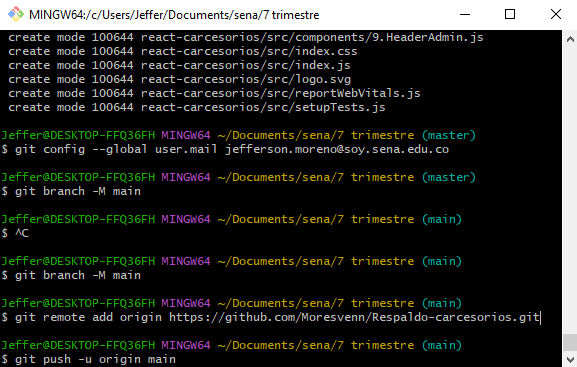 MINGW64:/c/Users/Jeffer/Documents/sena/7 trimestre
create mode 100644 react-carcesorios/src/components/9.HeaderAdmin.js
create mode 100644 react-carcesorios/src/index.css
create mode 100644 react-carcesorios/src/index.js
create mode 100644 react-carcesorios/src/logo.svg
create mode 100644 react-carcesorios/src/reportWebVitals.js
create mode 100644 react-carcesorios/src/setupTests.js
Jeffer@DESKTOP-FFQ36FH MINGW64 ~/Documents/sena/7 trimestre (master)
$ git config --global user.mail jefferson.moreno@soy.sena.edu.co
Jeffer@DESKTOP-FFQ36FH MINGW64 ~/Documents/sena/7 trimestre (master)
$ git branch -M main
Jeffer@DESKTOP-FFQ36FH MINGW64 ~/Documents/sena/7 trimestre (main)
$ ^C
Jeffer@DESKTOP-FFQ36FH MINGW64 ~/Documents/sena/7 trimestre (main)
$ git branch -M main
Jeffer@DESKTOP-FFQ36FH MINGW64 ~/Documents/sena/7 trimestre (main)
$ git remote add origin https://github.com/Moresvenn/Respaldo-carcesorios.git
Jeffer@DESKTOP-FFQ36FH MINGW64 ~/Documents/sena/7 trimestre (main)
$ git push -u origin main